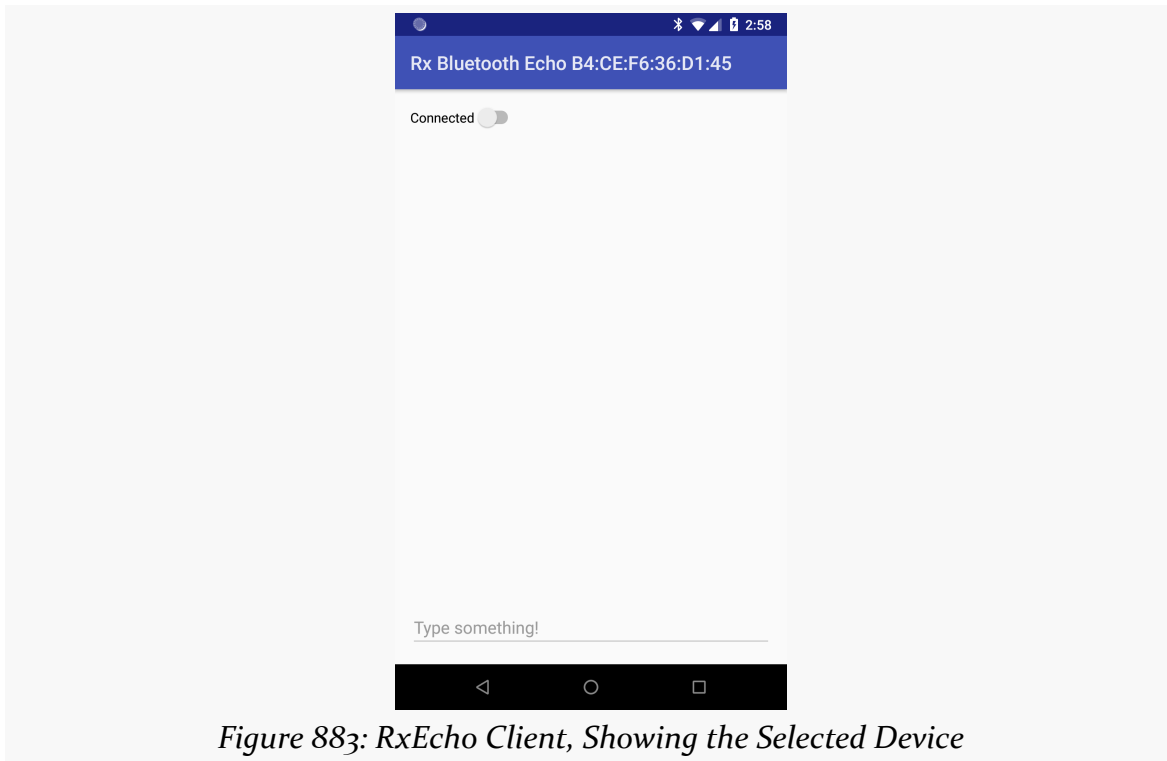 2:58
Rx Bluetooth Echo B4:CE:F6:36:D1:45
Connected
Type something!
Figure 883: RxEcho Client, Showing the Selected Device